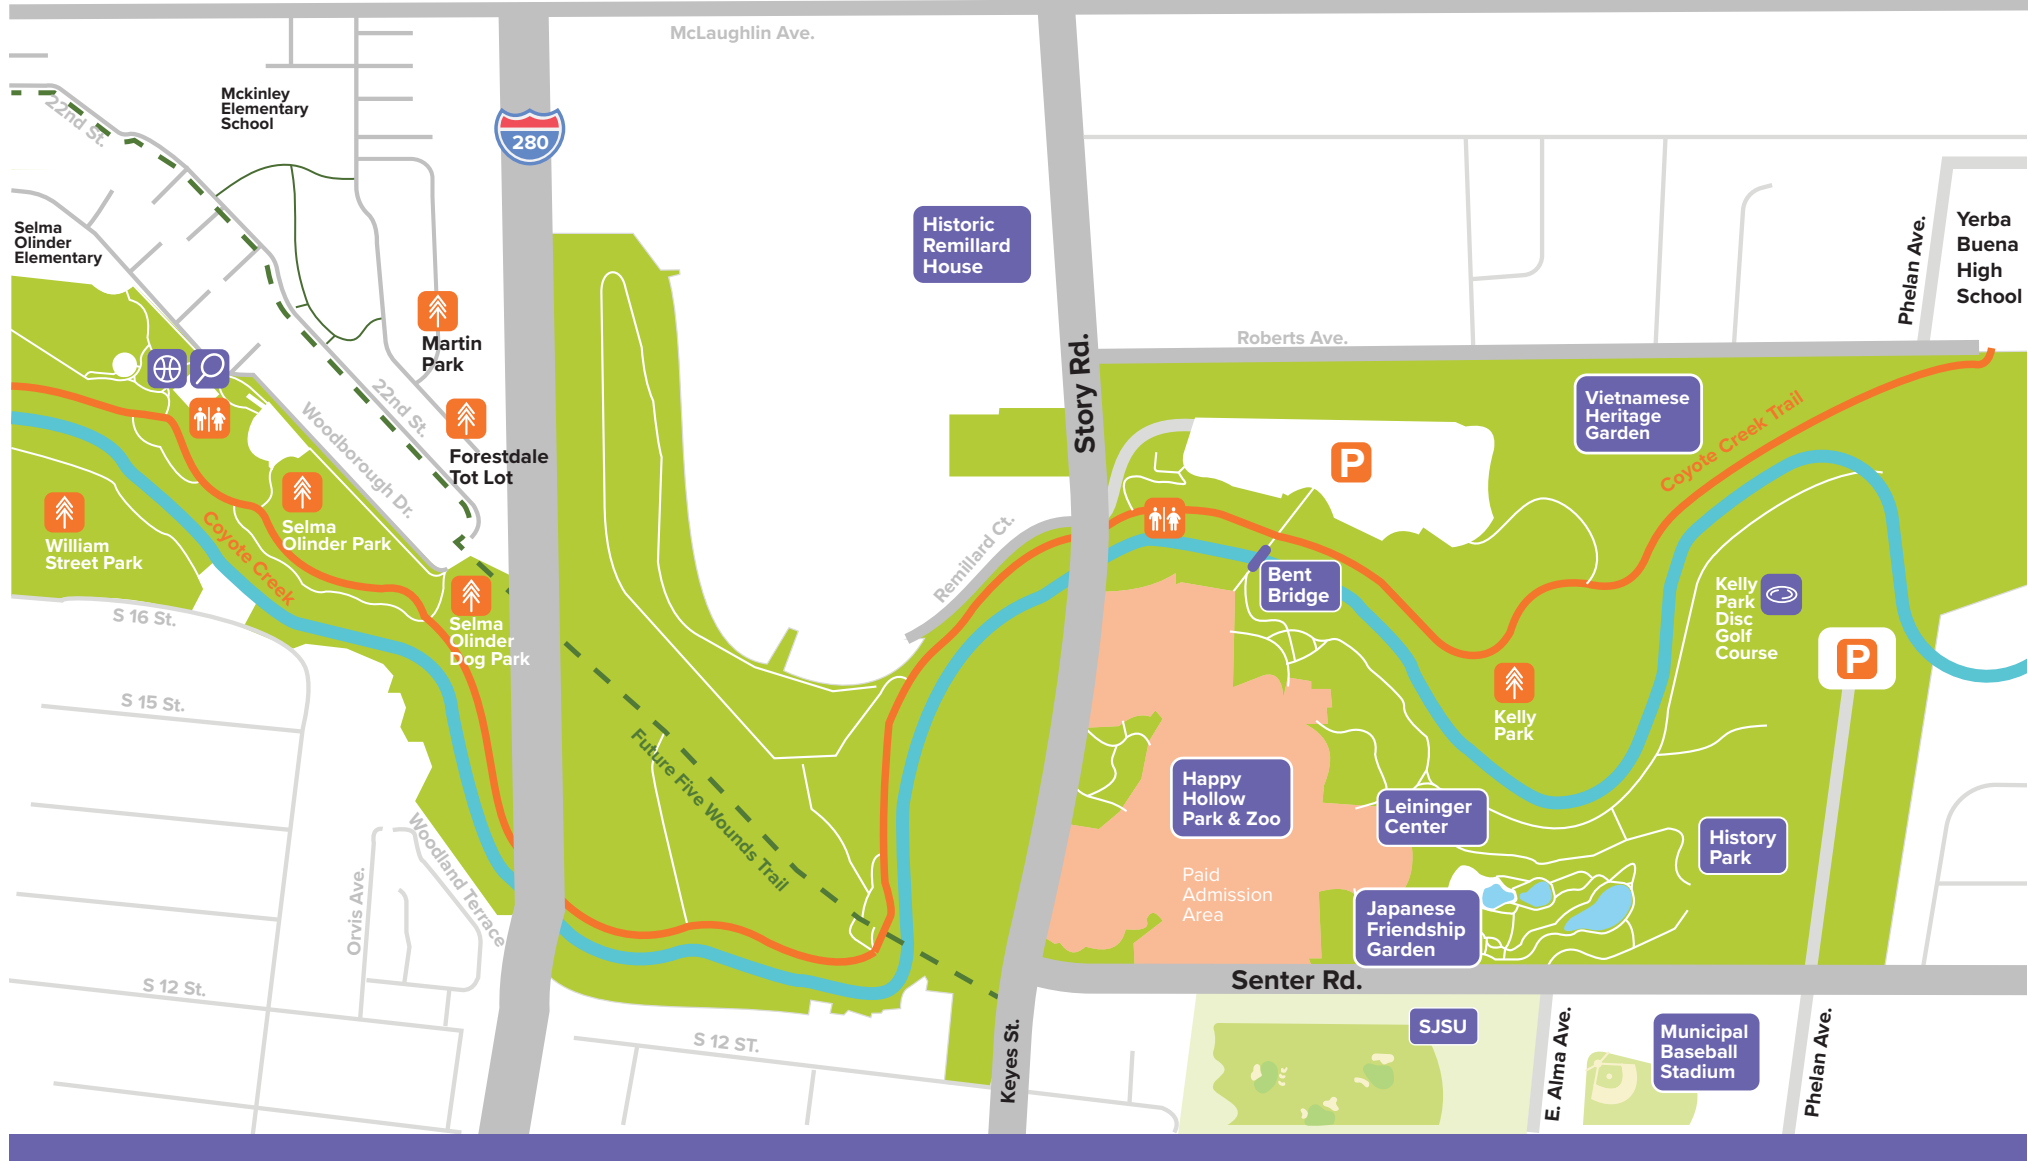 McLaughlin Ave.
22nd St.
Mckinley
Elementary
School
280
Selma
Olinder
Elementary
Historic
Remillard
House
Phelan Ave.
Yerba
Buena
High
School
Martin
Park
Story Rd.
Roberts Ave.
22nd St.
Woodborough Dr.
Forestdale
Tot Lot
Vietnamese
Heritage
Garden
Coyote Creek Trail
P
William
Street Park
Coyote Creek
Selma
Olinder Park
Remillard Ct.
Bent
Bridge
Kelly
Park
Disc
Golf
Course
P
S 16 St.
Selma
Olinder
Dog Park
S 15 St.
Kelly
Park
Future Five Wounds Trail
Happy
Hollow
Park & Zoo
Leininger
Center
History
Park
Woodland Terrace
Orvis Ave.
Paid
Admission
Area
Japanese
Friendship
Garden
Senter Rd.
S 12 St.
S 12 ST.
Keyes St.
SJSU
E. Alma Ave.
Municipal
Baseball
Stadium
Phelan Ave.